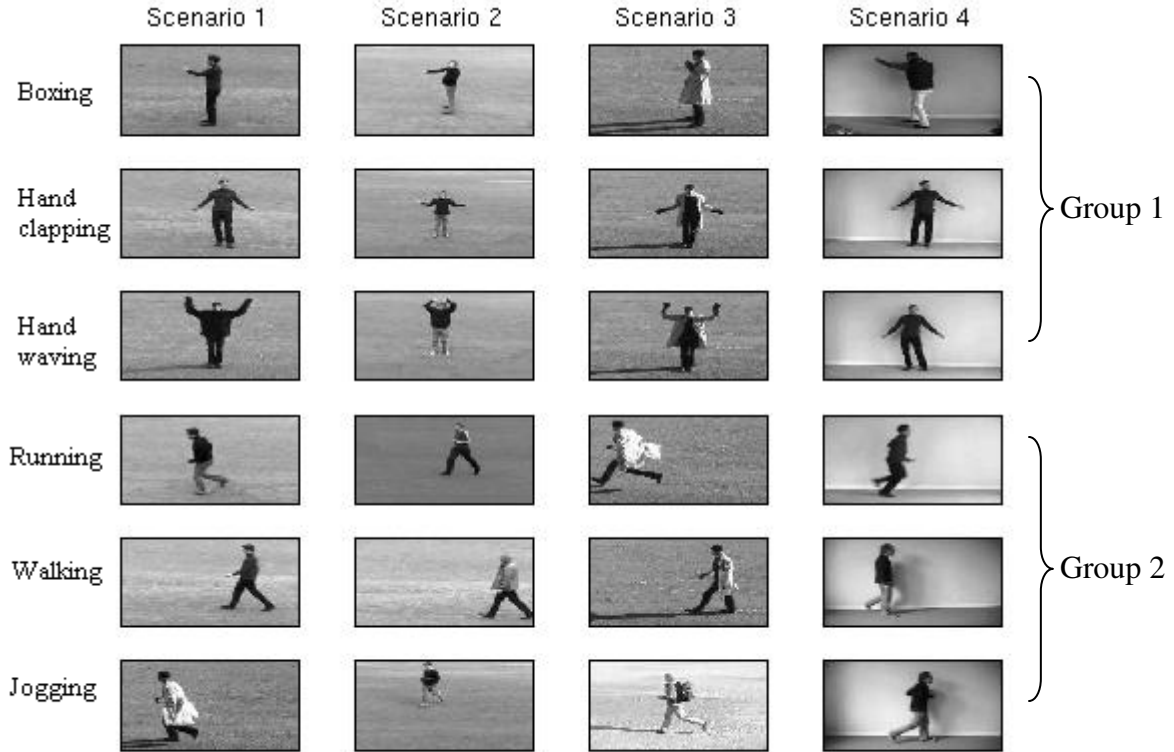 Scenario 1 Scenario 2 Scenario 3 Scenario 4
Boxing
Hand
clapping
Group 1
Hand
waving
Running
Walking
Group 2
Jogging